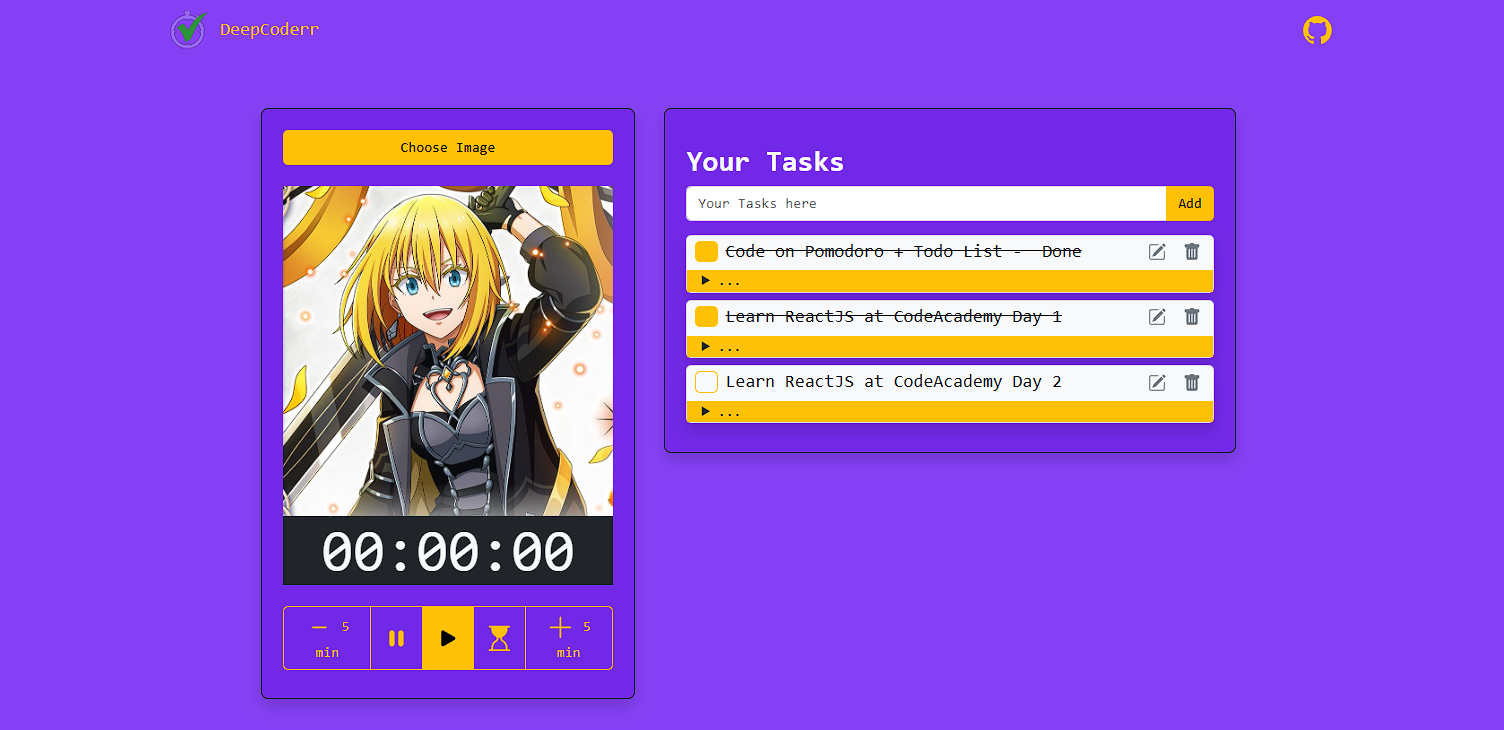 DeepCoderr
Choose Image
00:00:00
5
min
5
min
Your Tasks
Your Tasks here
Add
Code on Pomodoro + Todo List -  Done
...
Learn ReactJS at CodeAcademy Day 1
...
Learn ReactJS at CodeAcademy Day 2
...